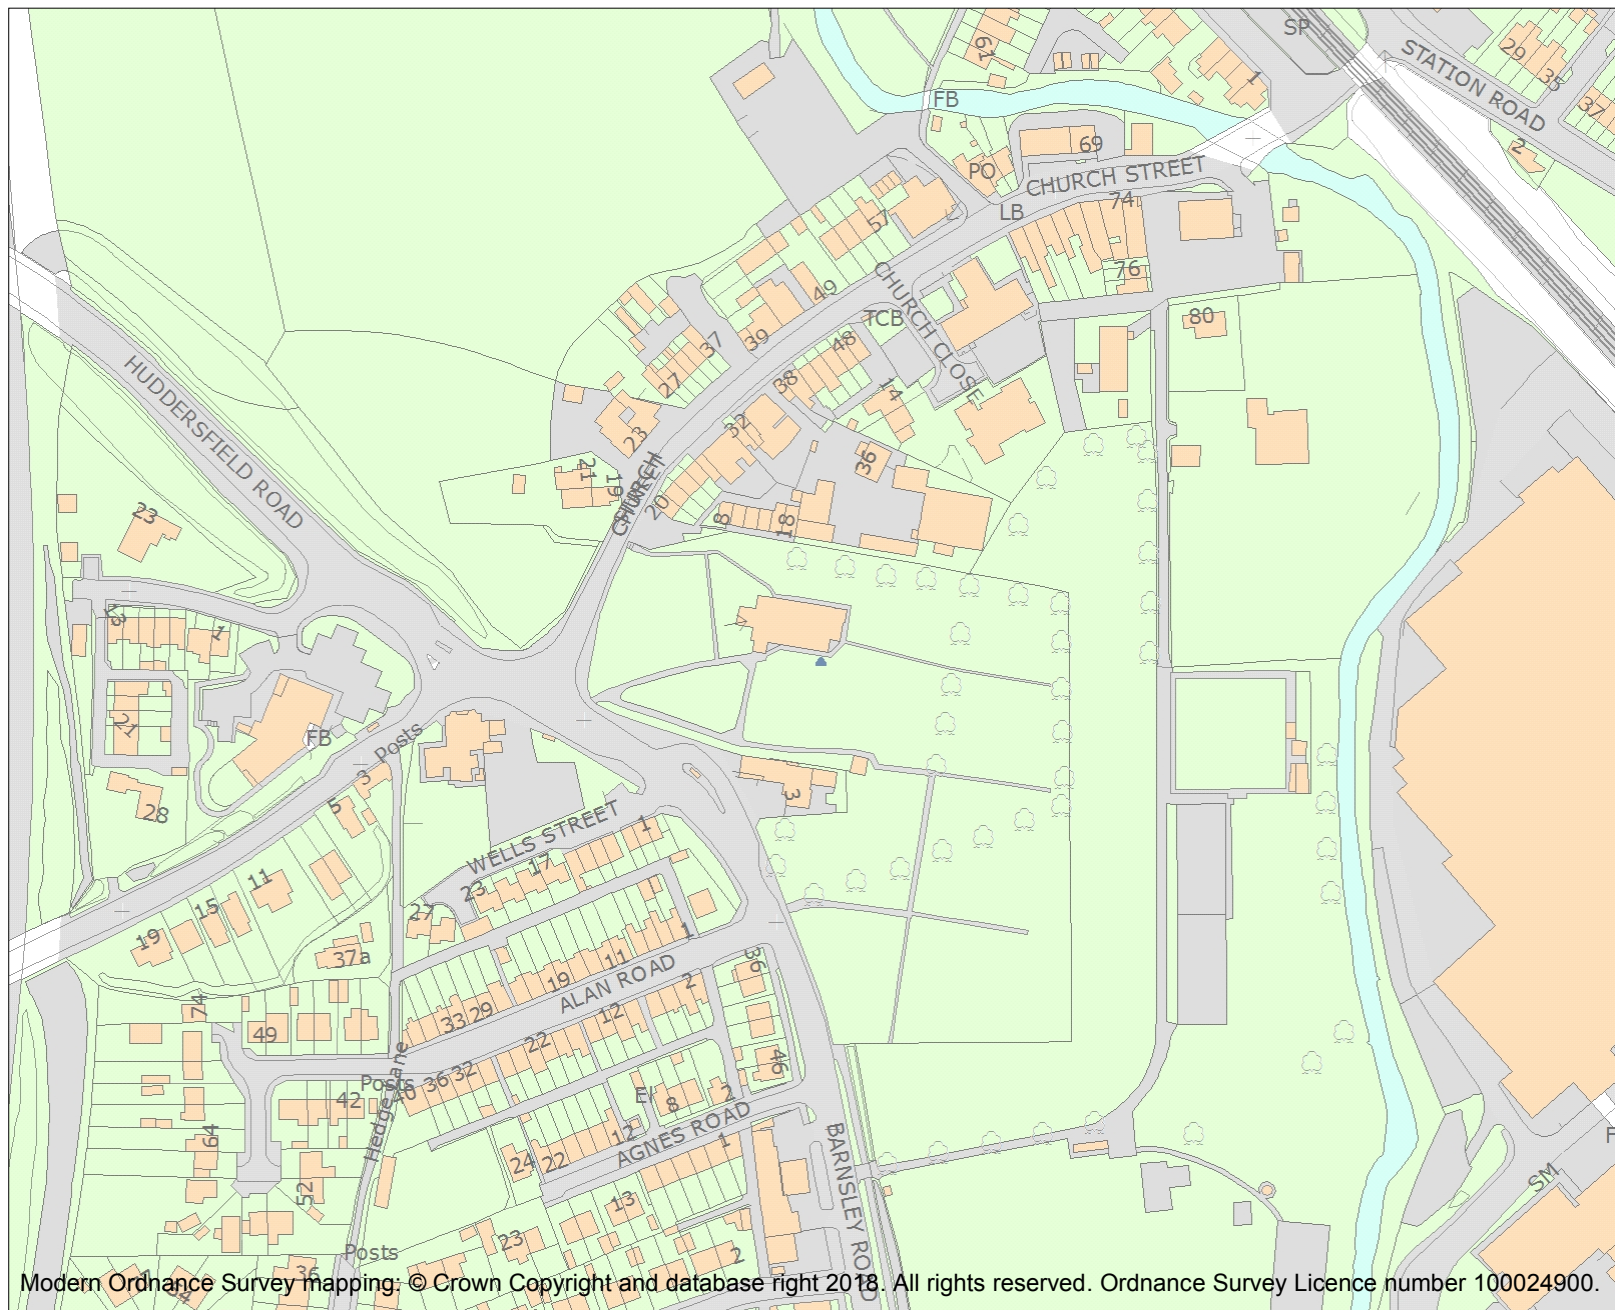 SP
STATION ROAD
29
35
37
2
61
1
FB
69
PO
CHURCH STREET
74
LB
57
76
CHURCH CLOSE
49
TCB
80
37
39
48
27
38
14
HUDDERSFIELD ROAD
32
23
36
21
19
CHURCH
20
8
18
23
1
21
FB
3
Posts
5
28
3
WELLS STREET
1
17
23
27
11
15
19
37a
36
1
11
19
ALAN ROAD
2
12
33
29
22
74
49
46
Hedge Lane
Posts
40
36
32
42
El
8
2
AGNES ROAD
1
12
64
24
22
BARNSLEY ROAD
52
13
23
2
SM
Posts
36
Modern Ordnance Survey mapping: © Crown Copyright and database right 2018. All rights reserved. Ordnance Survey Licence number 100024900.